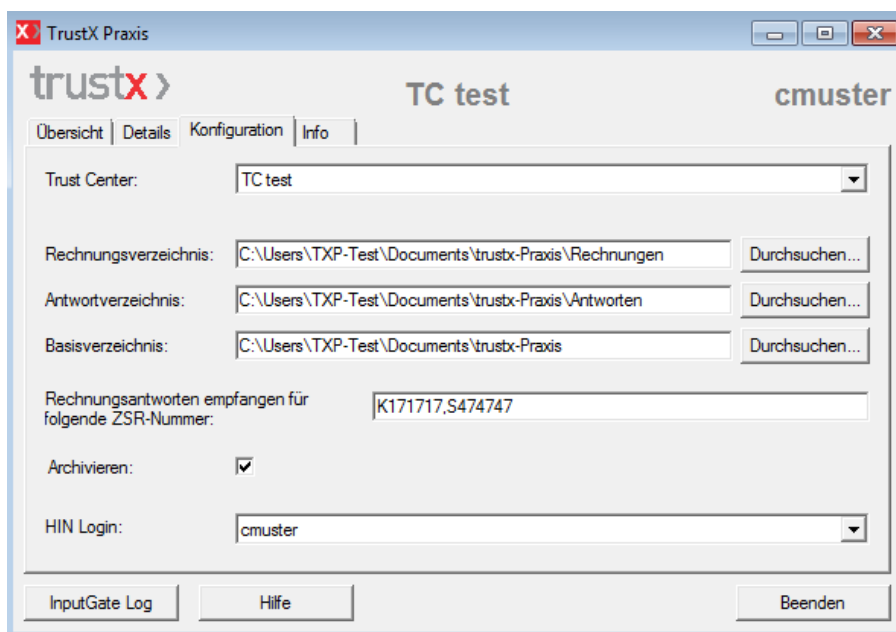 TrustX Praxis
trustx
TC test
cmuster
Übersicht
Details
Konfiguration
Info
Trust Center:
TC test
Rechnungsverzeichnis:
C:\Users\TXP-Test\Documents\trustx-Praxis\Rechnungen
Durchsuchen...
Antwortverzeichnis:
C:\Users\TXP-Test\Documents\trustx-Praxis\Antworten
Durchsuchen...
Basisverzeichnis:
C:\Users\TXP-Test\Documents\trustx-Praxis
Durchsuchen...
Rechnungsantworten empfangen für
folgende ZSR-Nummer:
K171717,S474747
Archivieren:
HIN Login:
cmuster
InputGate Log
Hilfe
Beenden